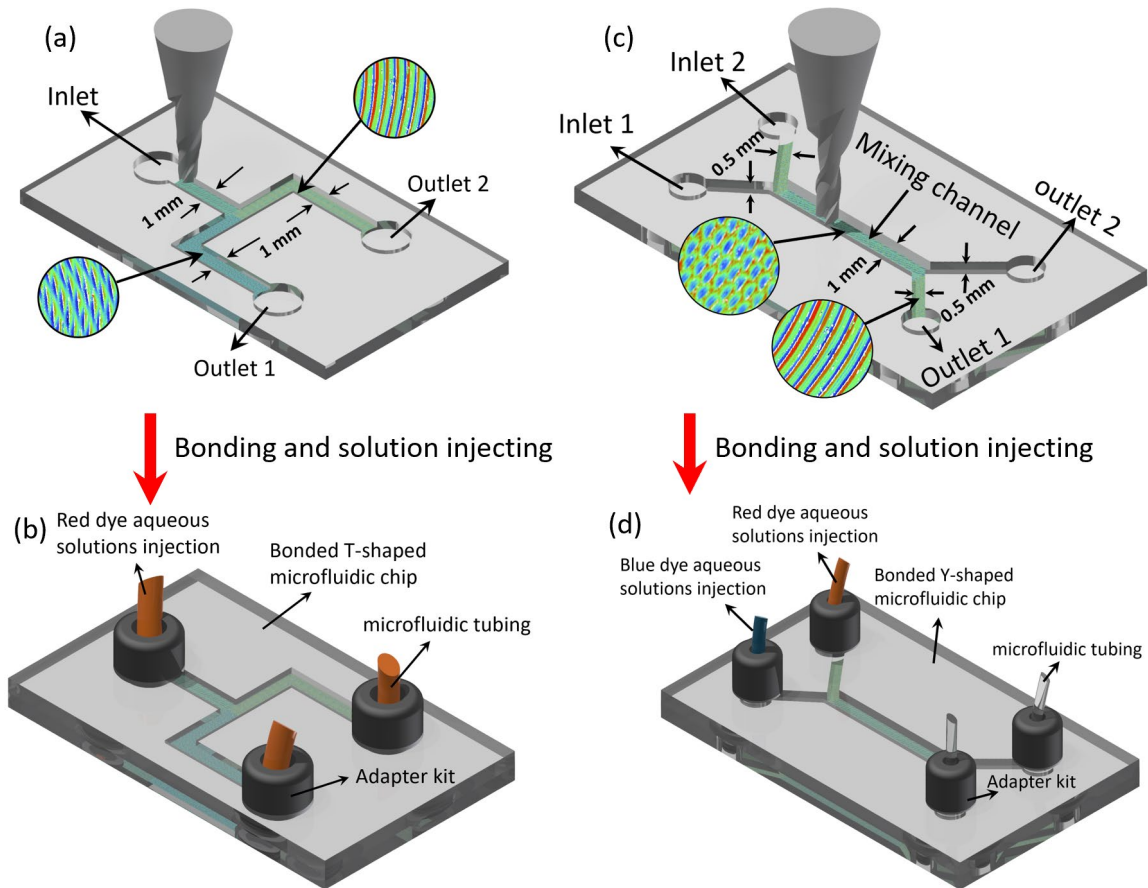 (a)
Inlet
1 mm
1 mm
Outlet 2
Outlet 1
(c)
Inlet 2
Inlet 1
0.5 mm
Mixing channel
outlet 2
1 mm
0.5 mm
Outlet 1
Bonding and solution injecting
Bonding and solution injecting
(b)
Red dye aqueous
solutions injection
Bonded T-shaped
microfluidic chip
microfluidic tubing
Adapter kit
(d)
Red dye aqueous
solutions injection
Blue dye aqueous
solutions injection
Bonded Y-shaped
microfluidic chip
microfluidic tubing
Adapter kit